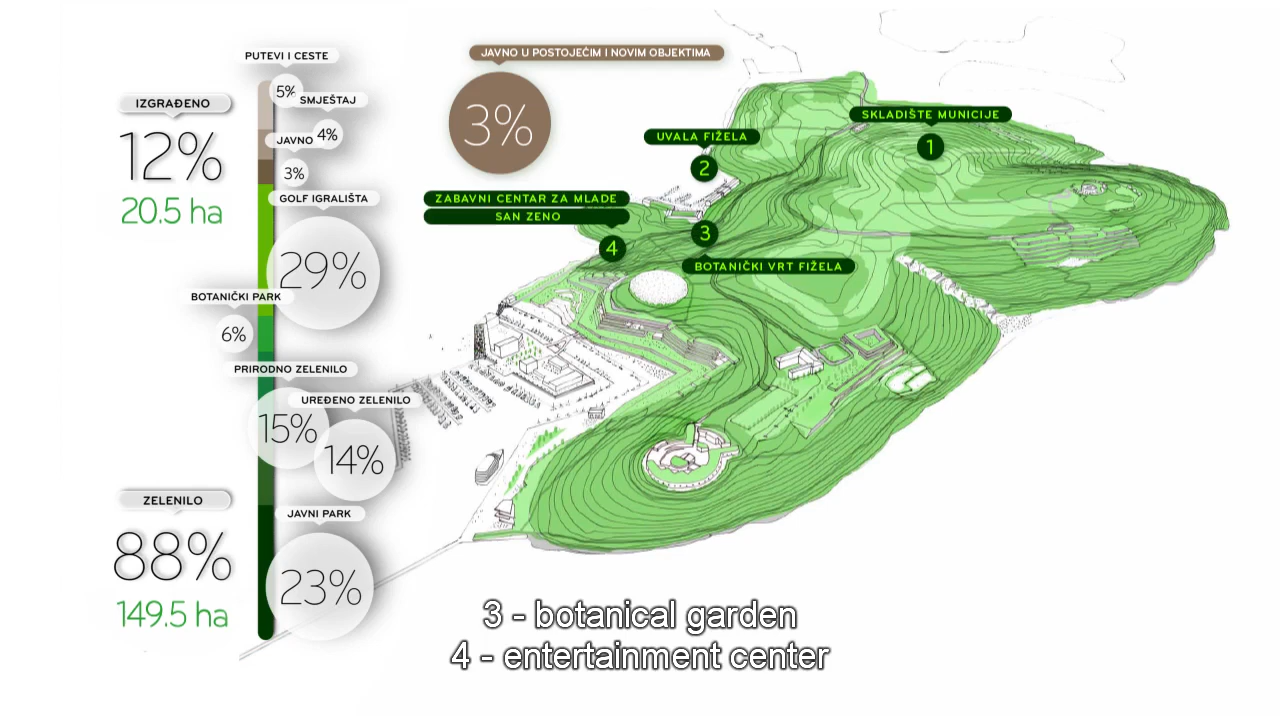 PUTEVI I CESTE
5%
SMJEŠTAJ
4%
JAVNO
3%
IZGRAĐENO
12%
20.5 ha
GOLF IGRALIŠTA
29%
BOTANIČKI PARK
6%
PRIRODNO ZELENILO
15%
UREĐENO ZELENILO
14%
ZELENILO
88%
149.5 ha
JAVNI PARK
23%
JAVNO U POSTOJEĆIM I NOVIM OBJEKTIMA
3%
SKLADIŠTE MUNICIJE
1
UVALA FIŽELA
2
ZABAVNI CENTAR ZA MLADE
SAN ZENO
4
3
BOTANIČKI VRT FIŽELA
3 - botanical garden
4 - entertainment center